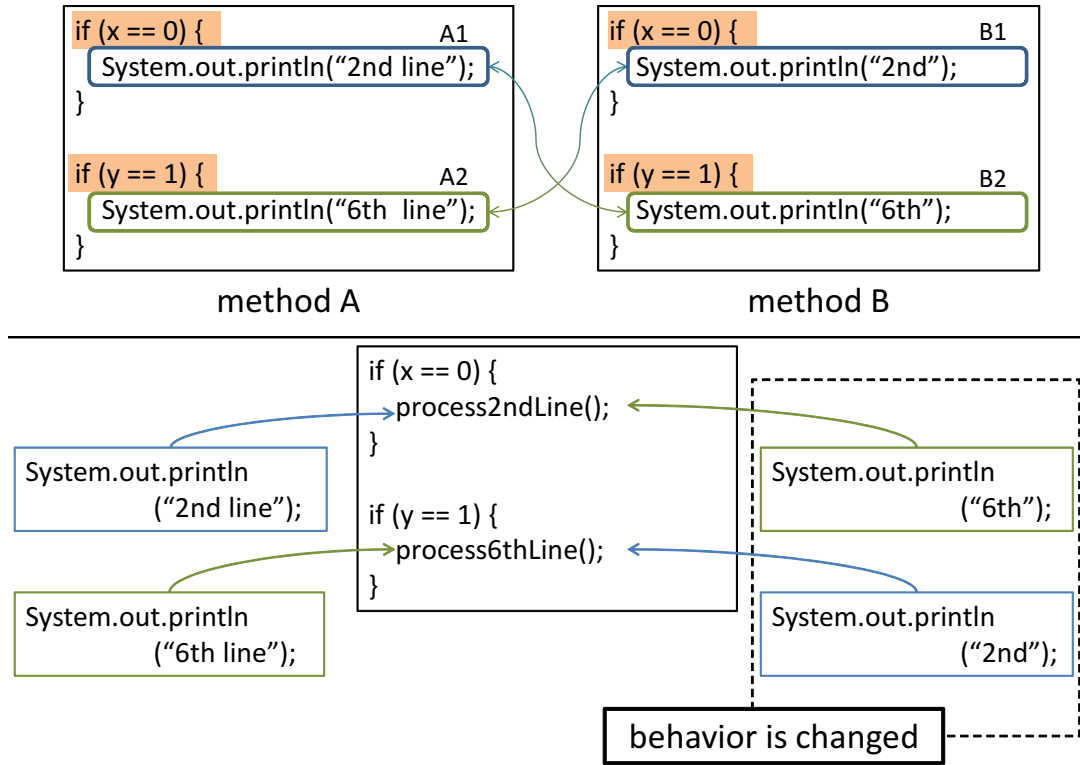 if (x == 0) {
A1
System.out.println(“2nd line”);
}
if (y == 1) {
A2
System.out.println(“6th line”);
}
method A
if (x == 0) {
B1
System.out.println(“2nd”);
}
if (y == 1) {
B2
System.out.println(“6th”);
}
method B
if (x == 0) {
process2ndLine();
}
if (y == 1) {
process6thLine();
}
System.out.println
(“2nd line”);
System.out.println
(“6th line”);
System.out.println
(“6th”);
System.out.println
(“2nd”);
behavior is changed